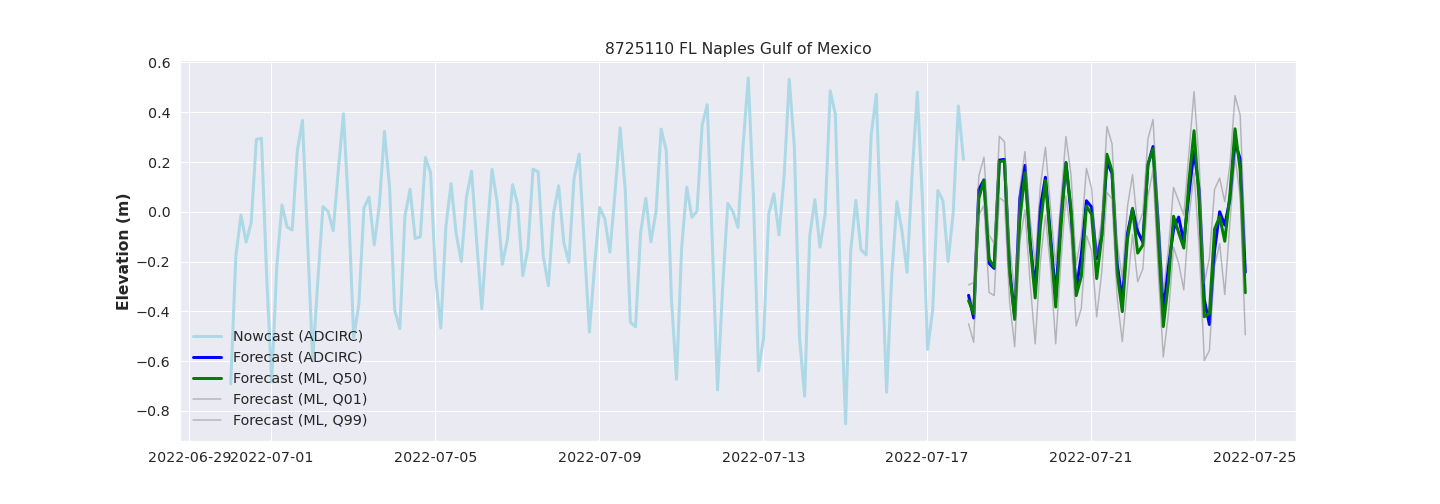 8725110 FL Naples Gulf of Mexico
Elevation (m)
0.6
0.4
0.2
0.0
−0.2
−0.4
−0.6
−0.8
Nowcast (ADCIRC)
Forecast (ADCIRC)
Forecast (ML, Q50)
Forecast (ML, Q01)
Forecast (ML, Q99)
2022-06-29 2022-07-01 2022-07-05 2022-07-09 2022-07-13 2022-07-17 2022-07-21 2022-07-25